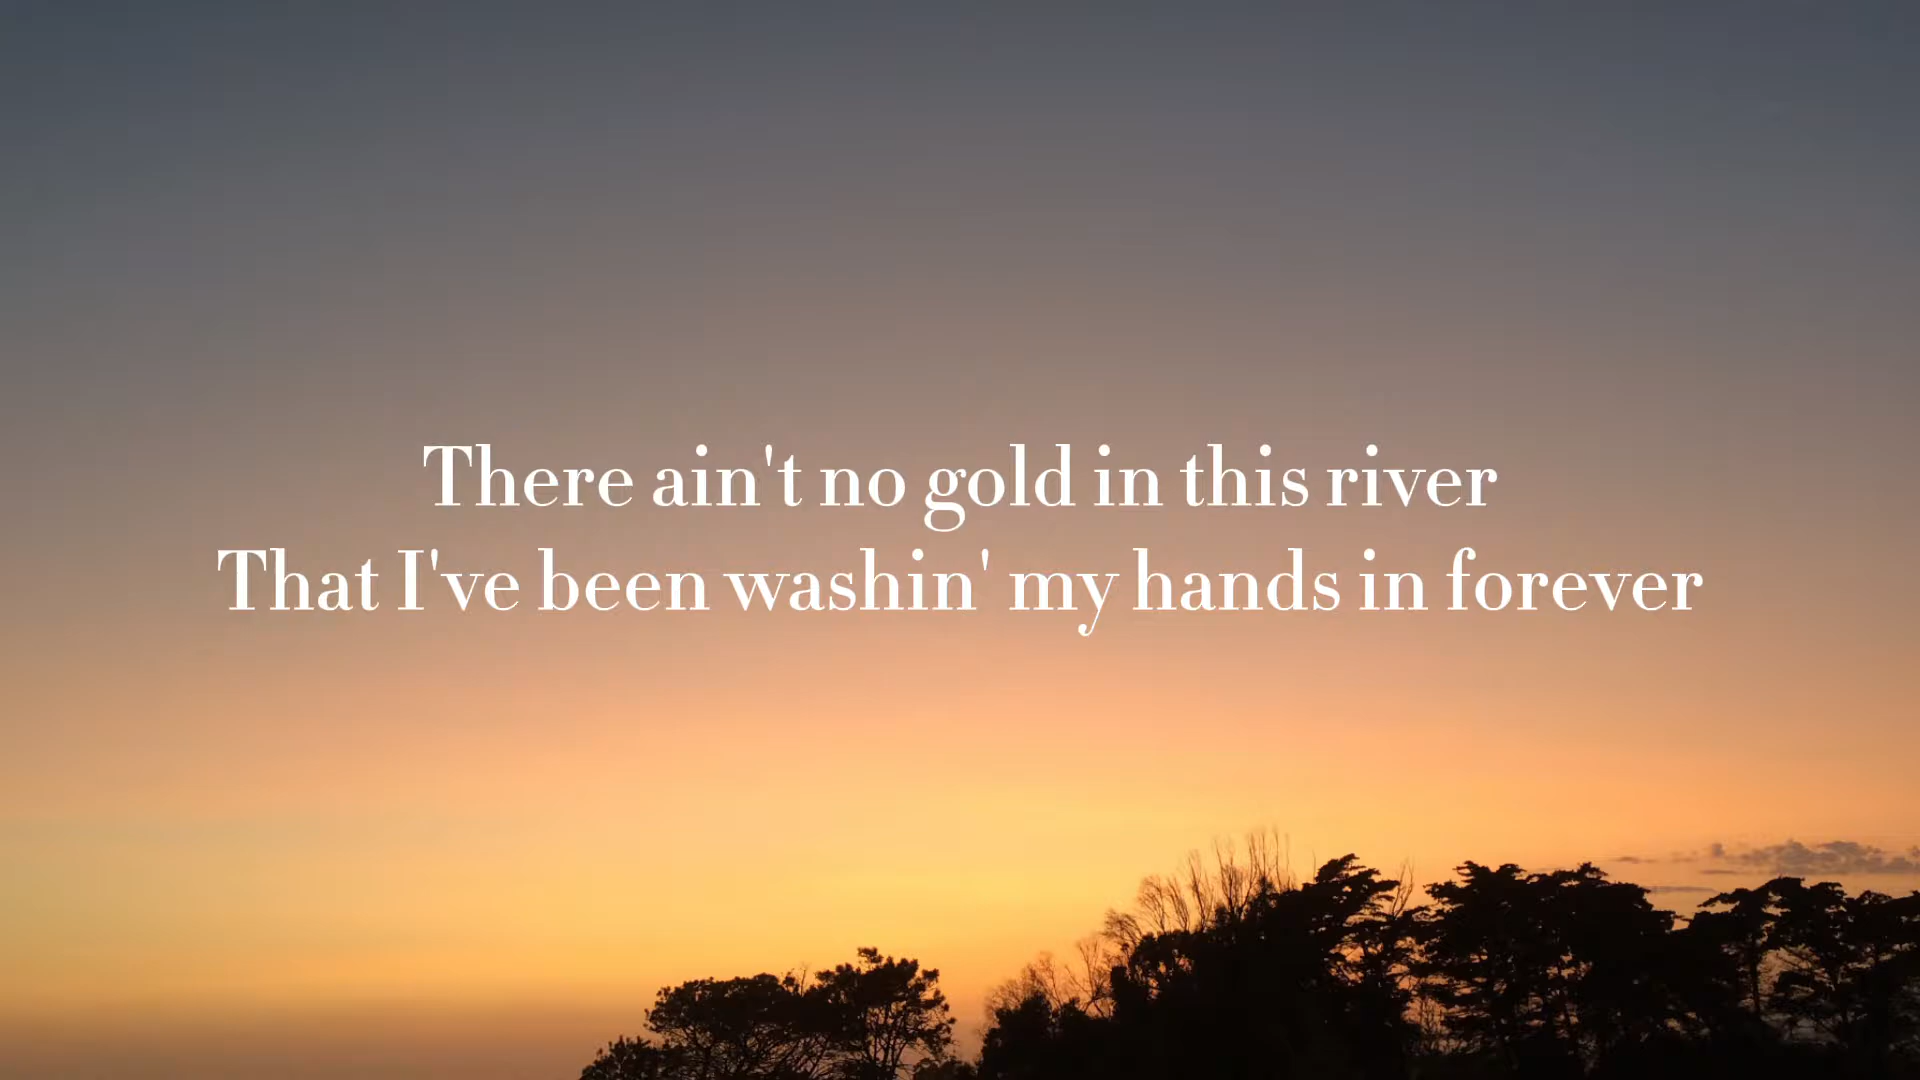 There ain't no gold in this river
That I've been washin' my hands in forever